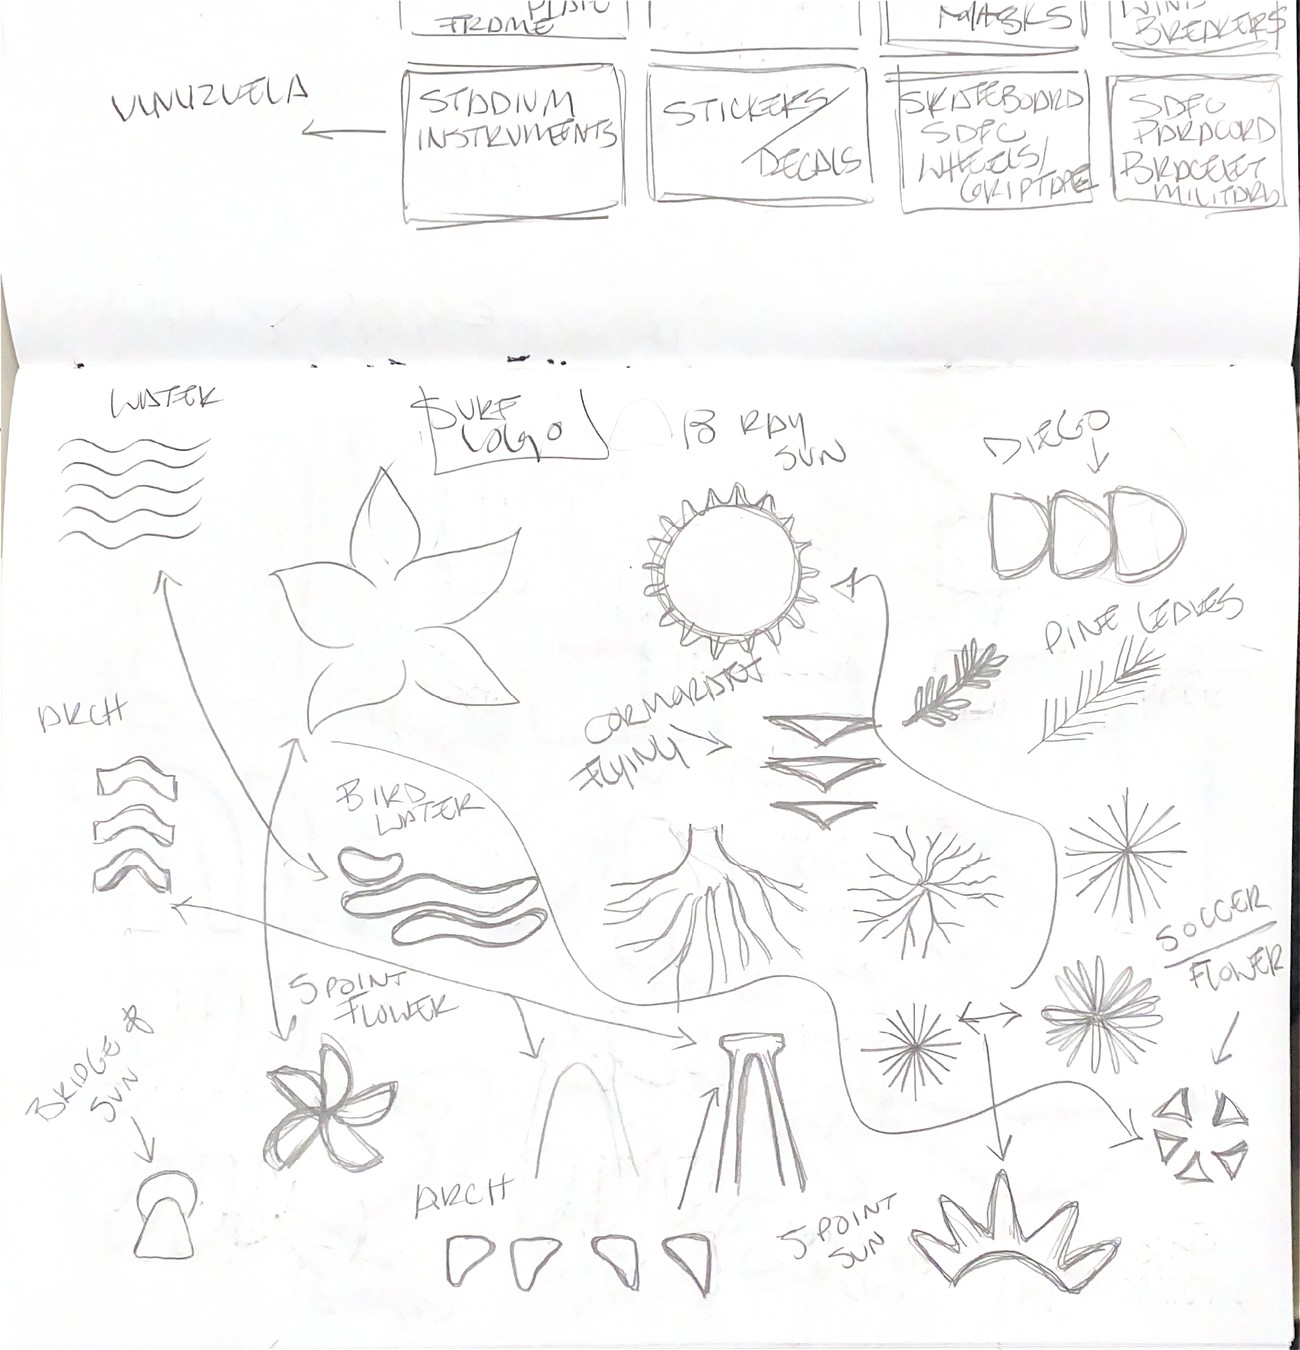 FRAME
MASKS
BREAKERS
VUVUZUELA
STADIUM
INSTRUMENTS
STICKERS/
DECALS
SKATEBOARD
SDFC
WHEELS/
GRIPTAPE
SDFC
PARACORD
BRACELET
MILITARY
WATER
SURF
LOGO
18 RAY
SUN
DIEGO
PINE LEAVES
ARCH
CORMARANT
FLYING
BIRD
WATER
SOCCER
FLOWER
5 POINT
FLOWER
BRIDGE &
SUN
ARCH
5 POINT
SUN